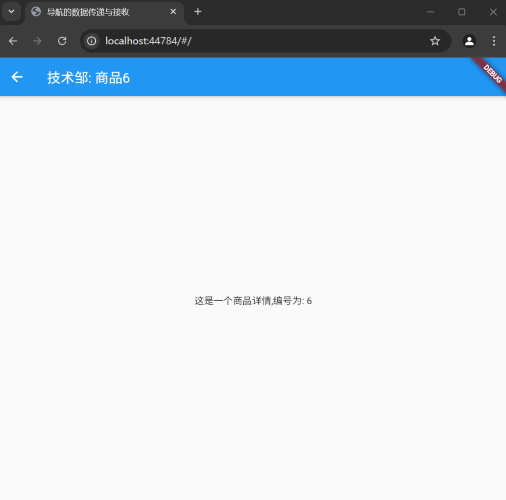 导航的数据传递与接收
localhost:44784/#/
技术邹: 商品6
DEBUG
这是一个商品详情,编号为: 6